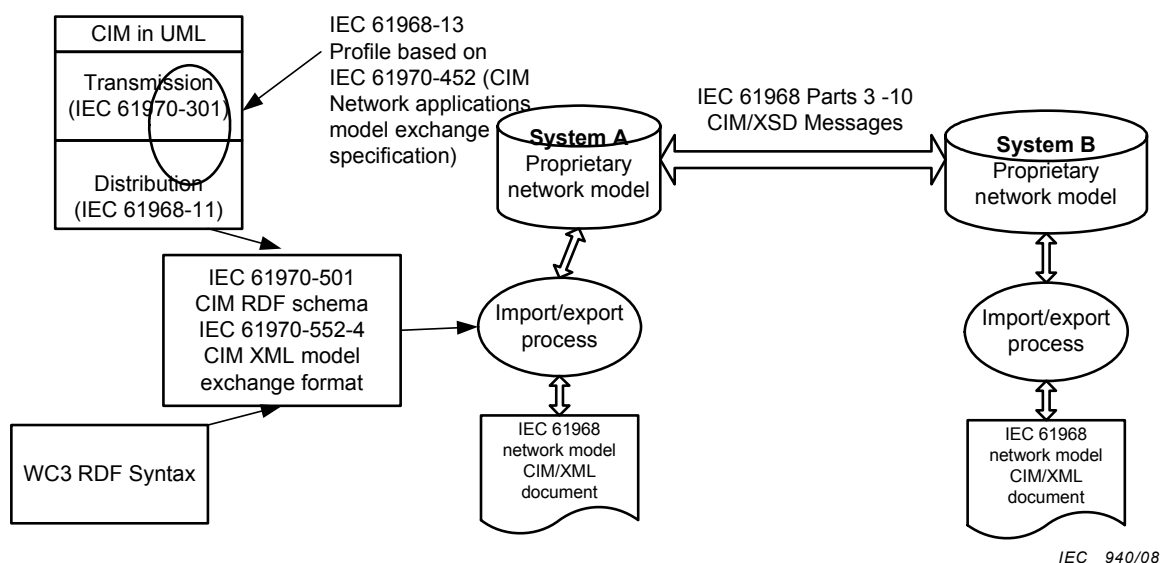 CIM in UML
Transmission
(IEC 61970-301)
Distribution
(IEC 61968-11)
IEC 61968-13
Profile based on
IEC 61970-452 (CIM
Network applications
model exchange
specification)
IEC 61968 Parts 3 -10
CIM/XSD Messages
System A
Proprietary
network model
System B
Proprietary
network model
IEC 61970-501
CIM RDF schema
IEC 61970-552-4
CIM XML model
exchange format
Import/export
process
Import/export
process
WC3 RDF Syntax
IEC 61968
network model
CIM/XML
document
IEC 61968
network model
CIM/XML
document
IEC 940/08